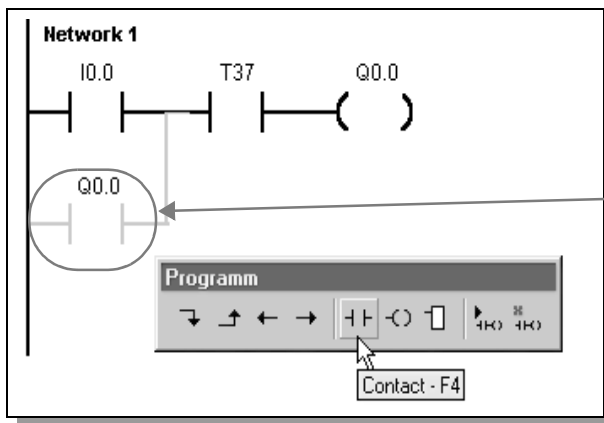 Network 1
I0.0 T37 Q0.0
Q0.0
Programm
Contact - F4